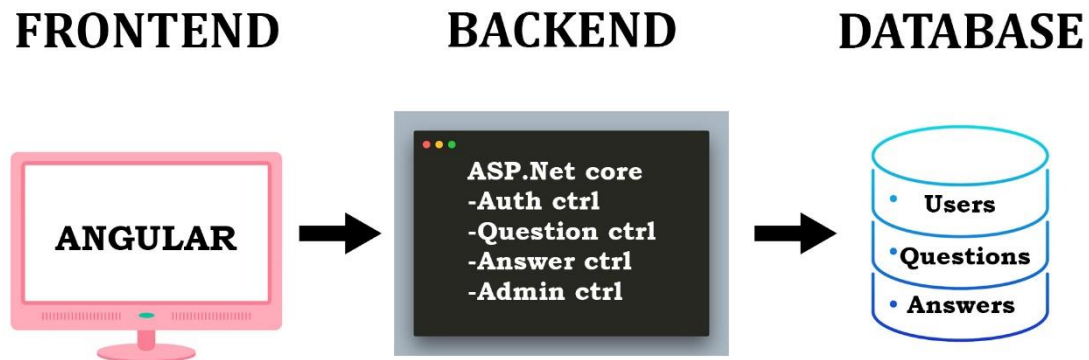 FRONTEND
BACKEND
DATABASE
ANGULAR
ASP.Net core
-Auth ctrl
-Question ctrl
-Answer ctrl
-Admin ctrl
• Users
•Questions
• Answers